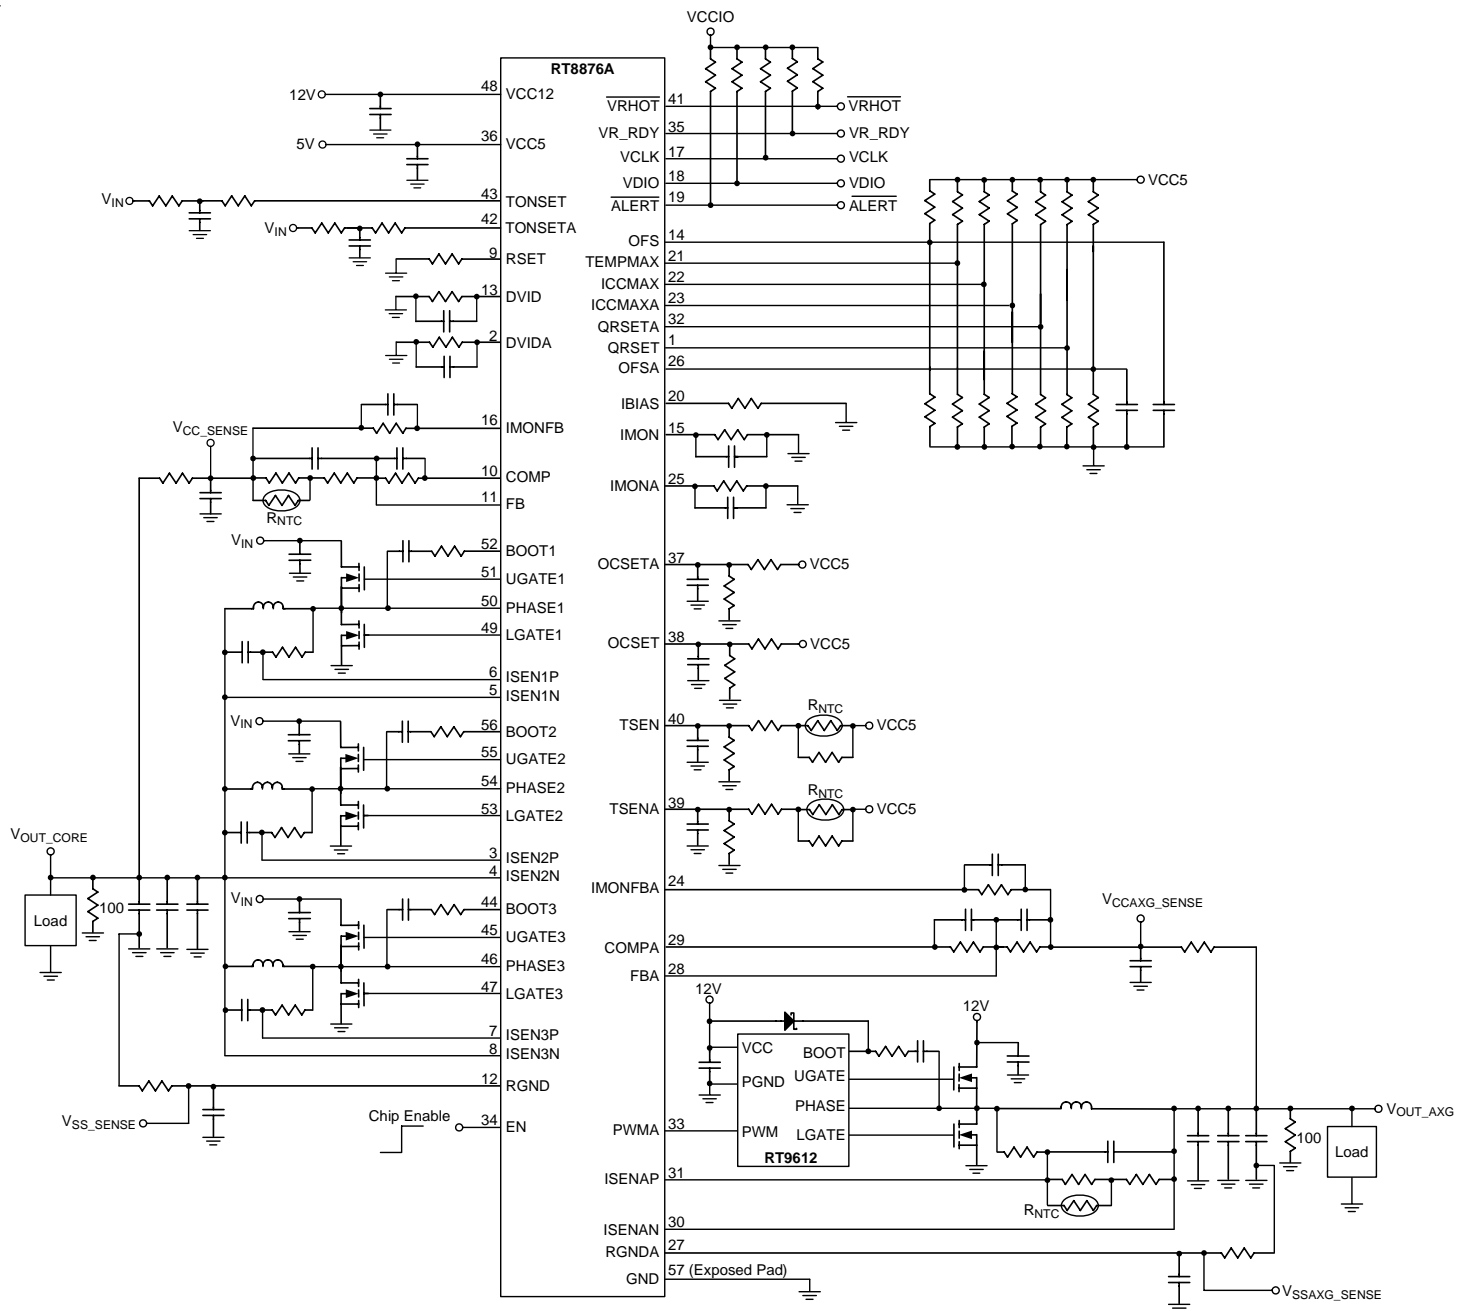 VCCIO
RT8876A
12V 48 VCC12
VRHOT 41 VRHOT
VR_RDY 35 VR_RDY
5V 36 VCC5
VCLK 17 VCLK
VDIO 18 VDIO
ALERT 19 ALERT
VCC5
VIN 43 TONSET
VIN 42 TONSETA
OFS 14
9 RSET
TEMPMAX 21
ICCMAX 22
13 DVID
ICCMAXA 23
QRSETA 32
2 DVIDA
QRSET 1
OFSA 26
IBIAS 20
VCC_SENSE
16 IMONFB
IMON 15
10 COMP
IMONA 25
11 FB
RNTC
VIN
52 BOOT1
OCSETA 37 VCC5
51 UGATE1
50 PHASE1
49 LGATE1
OCSET 38 VCC5
6 ISEN1P
5 ISEN1N
RNTC
VIN
56 BOOT2
TSEN 40 VCC5
55 UGATE2
54 PHASE2
RNTC
53 LGATE2
TSENA 39 VCC5
VOUT_CORE
3 ISEN2P
4 ISEN2N
IMONFBA 24
VIN
44 BOOT3
VCCAXG_SENSE
Load
100
45 UGATE3
COMPA 29
46 PHASE3
FBA 28
47 LGATE3
12V
12V
7 ISEN3P
8 ISEN3N
VCC BOOT
PGND UGATE
12 RGND
PHASE
VOUT_AXG
VSS_SENSE
Chip Enable
34 EN
PWMA 33 PWM LGATE
RT9612
100
Load
ISENAP 31
RNTC
ISENAN 30
RGNDA 27
GND 57 (Exposed Pad)
VSSAXG_SENSE